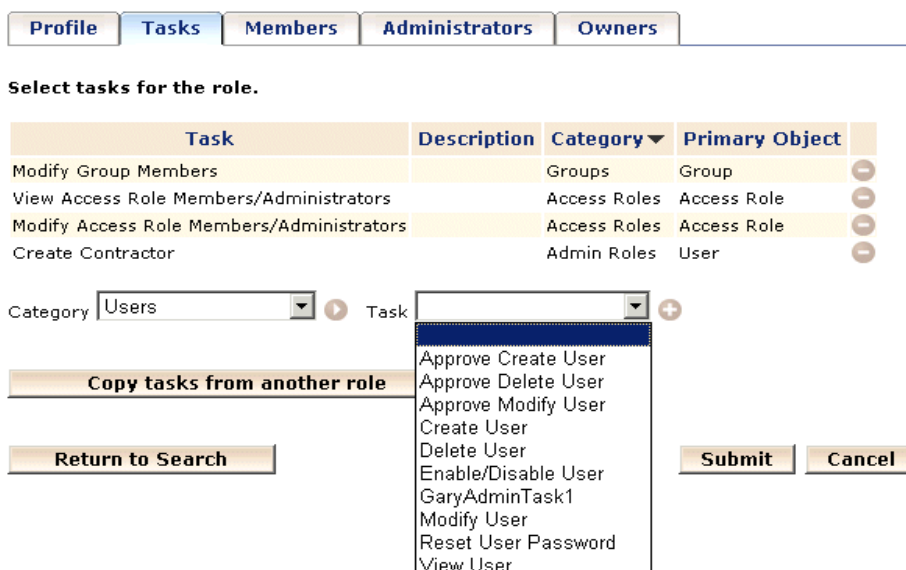 Profile Tasks Members Administrators Owners
Select tasks for the role.
Task Description Category Primary Object
Modify Group Members Groups Group
View Access Role Members/Administrators Access Roles Access Role
Modify Access Role Members/Administrators Access Roles Access Role
Create Contractor Admin Roles User
Category Users Task
Approve Create User
Copy tasks from another role Approve Delete User
Approve Modify User
Create User
Delete User
Return to Search Submit Cancel
Enable/Disable User
GaryAdminTask1
Modify User
Reset User Password
View User